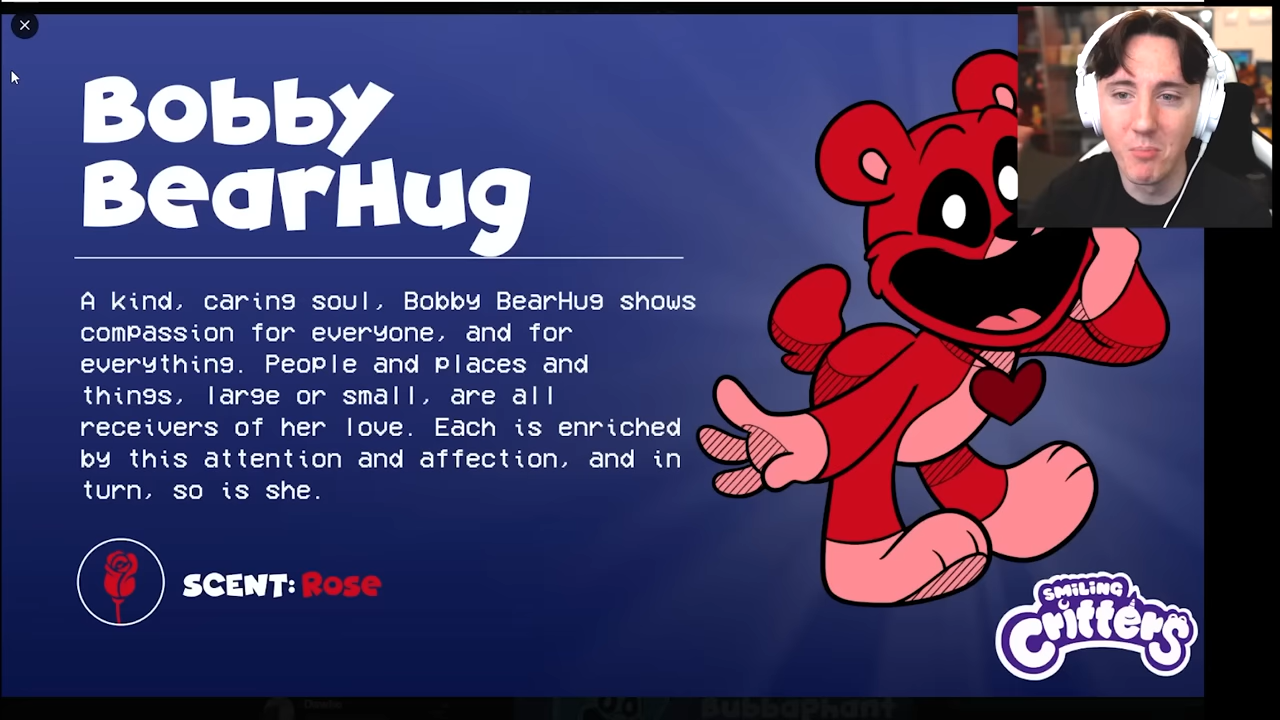 Bobby
BearHug
A kind, caring soul, Bobby BearHug shows
compassion for everyone, and for
everything. People and places and
things, large or small, are all
receivers of her love. Each is enriched
by this attention and affection, and in
turn, so is she.
SCENT: Rose
SMiLiNG
Critters
BubbaPhant